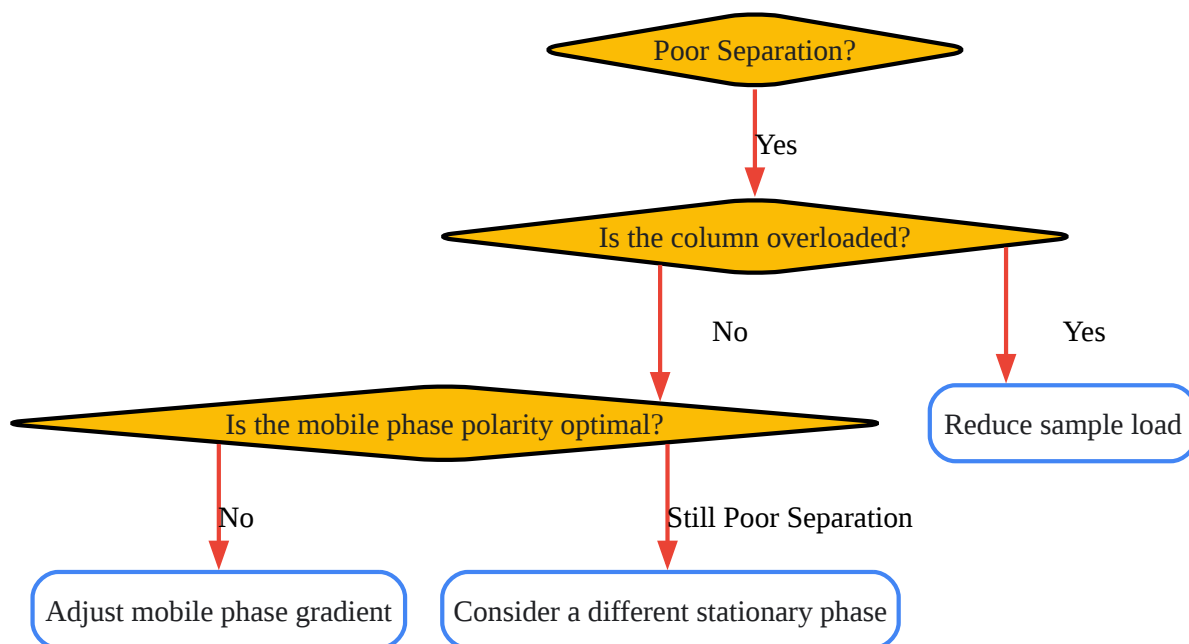 Poor Separation?
Yes
Is the column overloaded?
No
Yes
Is the mobile phase polarity optimal?
Reduce sample load
No
Still Poor Separation
Adjust mobile phase gradient
Consider a different stationary phase